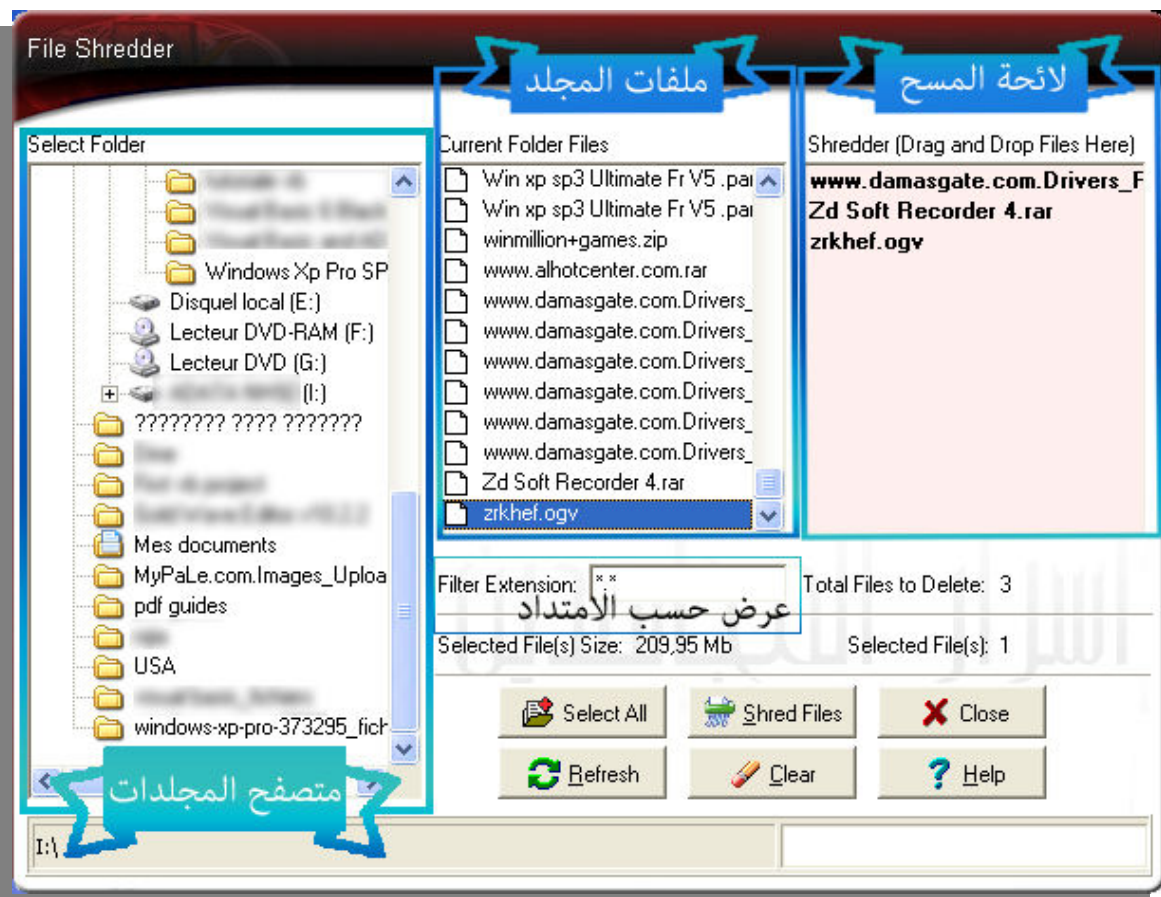 File Shredder
ملفات المجلد
لائحة المسح
Select Folder
Windows Xp Pro SP
Disquel local (E:)
Lecteur DVD-RAM (F:)
Lecteur DVD (G:)
(I:)
???????? ???? ???????
Mes documents
MyPaLe.com.Images_Uploa
pdf guides
USA
windows-xp-pro-373295_fich
متصفح المجلدات
I:\
Current Folder Files
Win xp sp3 Ultimate Fr V5 .par
Win xp sp3 Ultimate Fr V5 .par
winmillion+games.zip
www.alhotcenter.com.rar
www.damasgate.com.Drivers_
www.damasgate.com.Drivers_
www.damasgate.com.Drivers_
www.damasgate.com.Drivers_
www.damasgate.com.Drivers_
www.damasgate.com.Drivers_
Zd Soft Recorder 4.rar
zrkhef.ogv
Shredder (Drag and Drop Files Here)
www.damasgate.com.Drivers_F
Zd Soft Recorder 4.rar
zrkhef.ogv
Filter Extension: *.*
عرض حسب الأمتداد
Total Files to Delete: 3
Selected File(s) Size: 209,95 Mb
Selected File(s): 1
Select All
Shred Files
Close
Refresh
Clear
Help